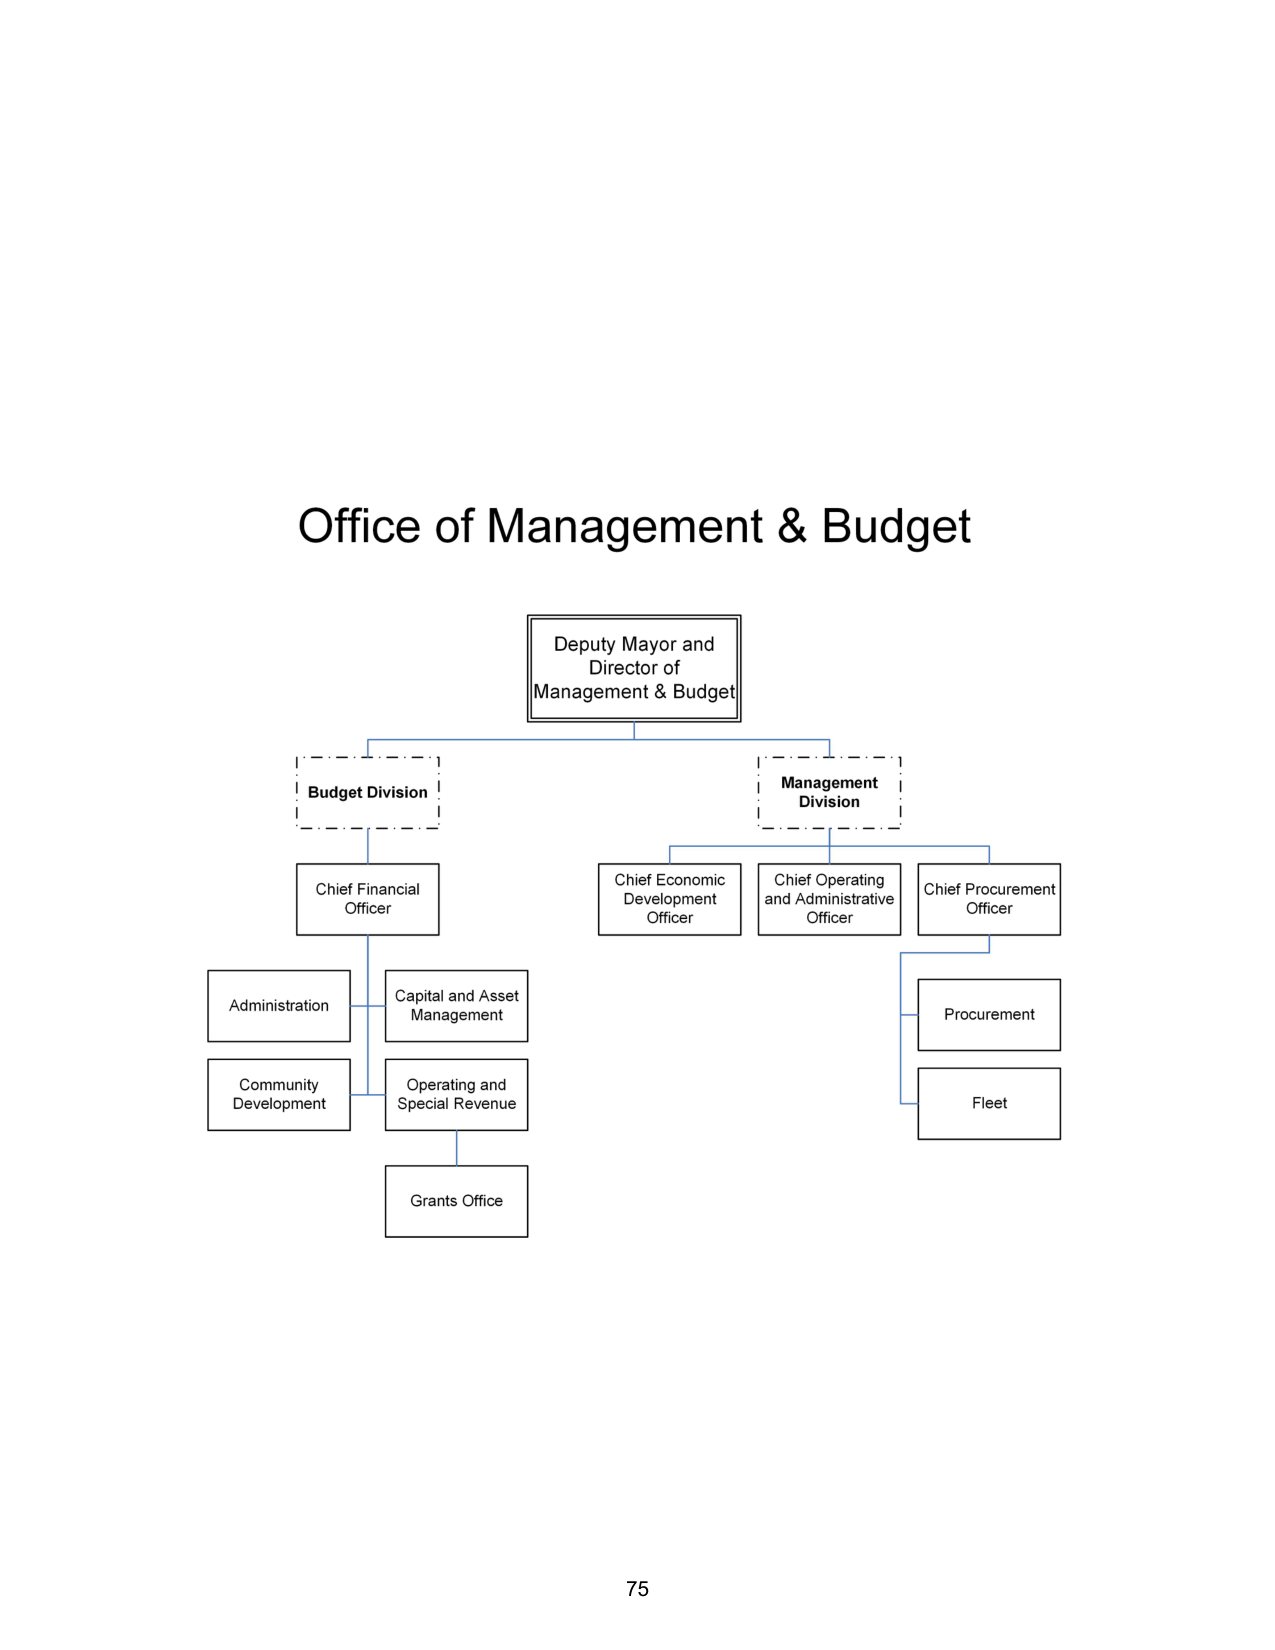 Office of Management & Budget
Deputy Mayor and
Director of
Management & Budget
Budget Division
Management
Division
Chief Financial
Officer
Chief Economic
Development
Officer
Chief Operating
and Administrative
Officer
Chief Procurement
Officer
Administration
Capital and Asset
Management
Procurement
Community
Development
Operating and
Special Revenue
Fleet
Grants Office
75